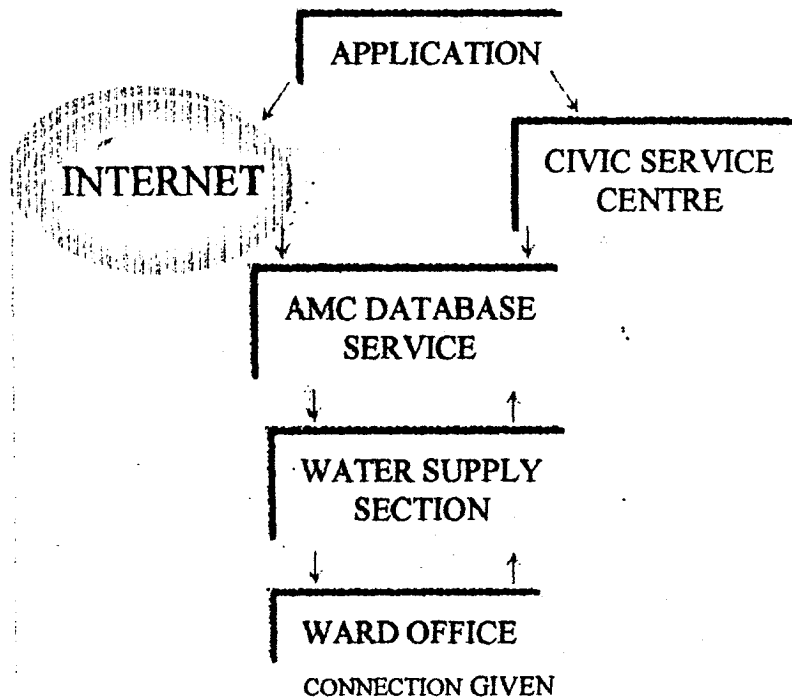 APPLICATION
INTERNET
CIVIC SERVICE
CENTRE
AMC DATABASE
SERVICE
WATER SUPPLY
SECTION
WARD OFFICE
CONNECTION GIVEN